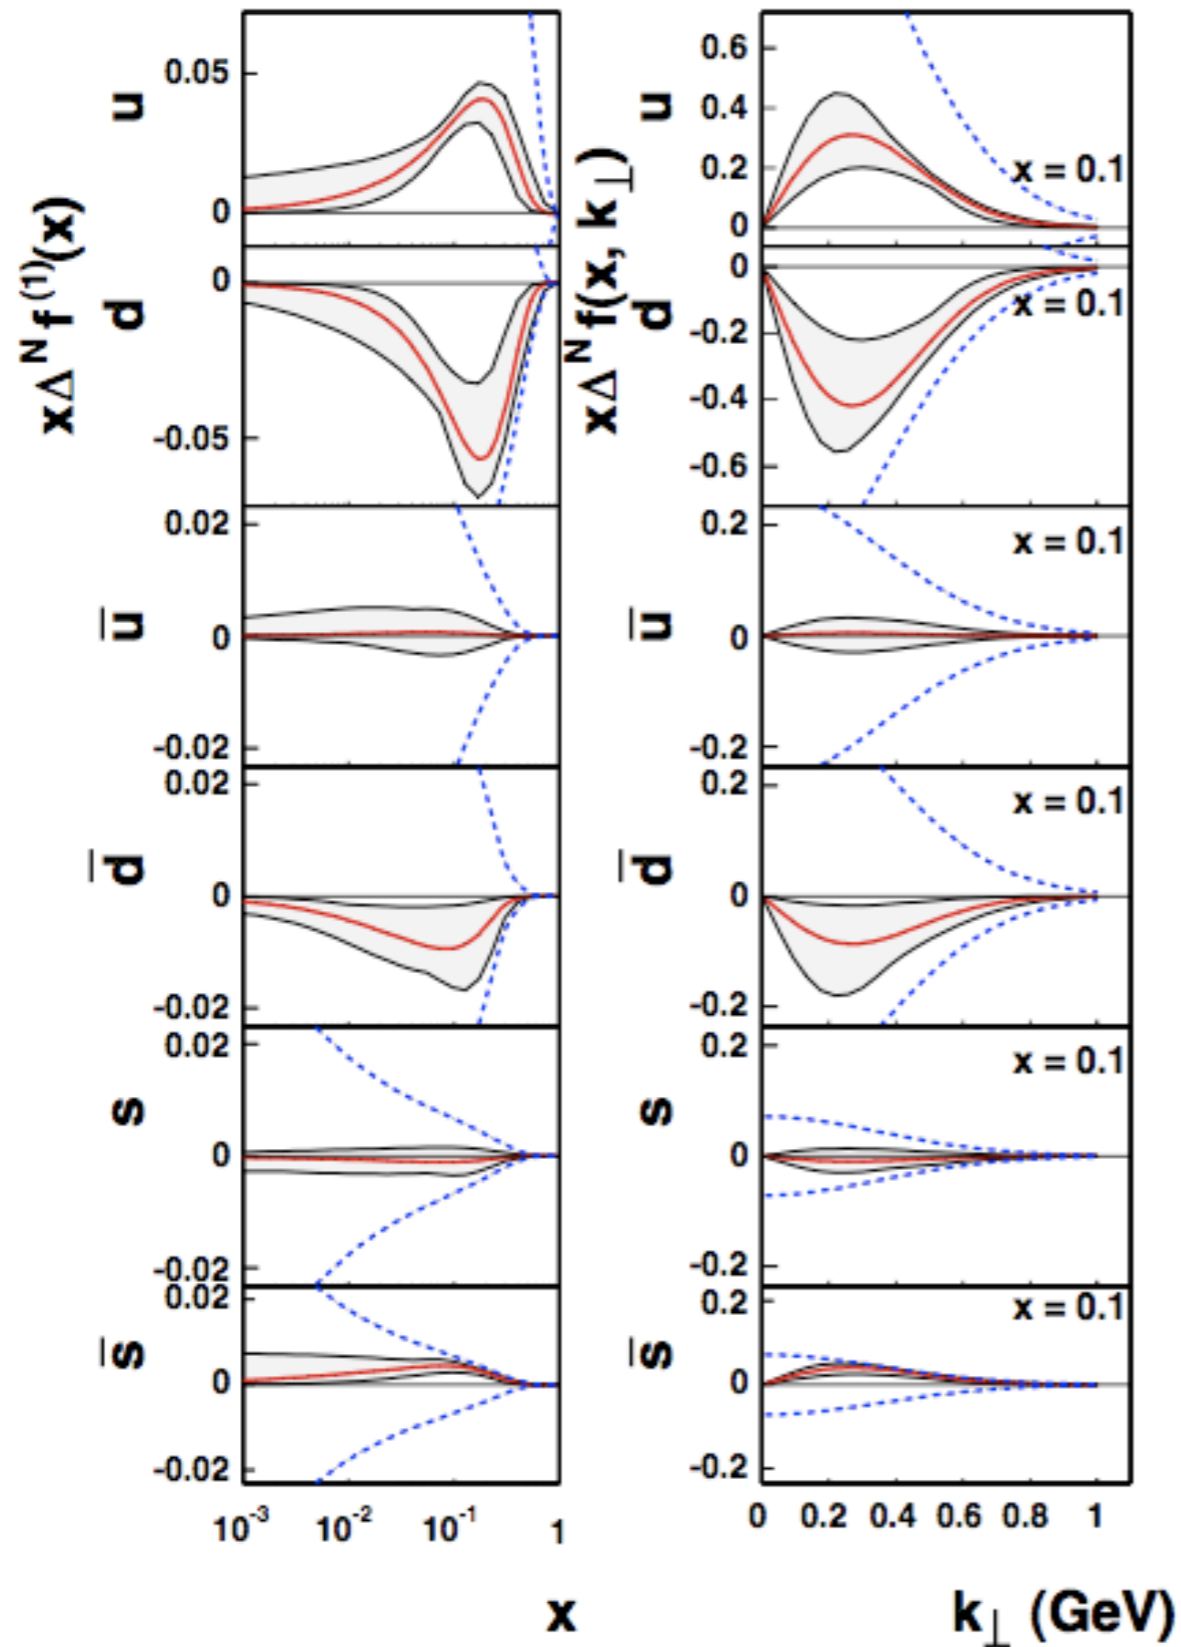 x∆ᴺ f⁽¹⁾(x)
u
0.05
0
d
0
-0.05
u̅
0.02
0
-0.02
d̅
0.02
0
-0.02
s
0.02
0
-0.02
s̅
0.02
0
-0.02
10⁻³ 10⁻² 10⁻¹ 1
x
x∆ᴺ f(x, k⊥)
u
0.6
0.4
0.2
0
x = 0.1
d
0
-0.2
-0.4
-0.6
x = 0.1
u̅
0.2
0
-0.2
x = 0.1
d̅
0.2
0
-0.2
x = 0.1
s
0.2
0
-0.2
x = 0.1
s̅
0.2
0
-0.2
x = 0.1
0 0.2 0.4 0.6 0.8 1
k⊥ (GeV)